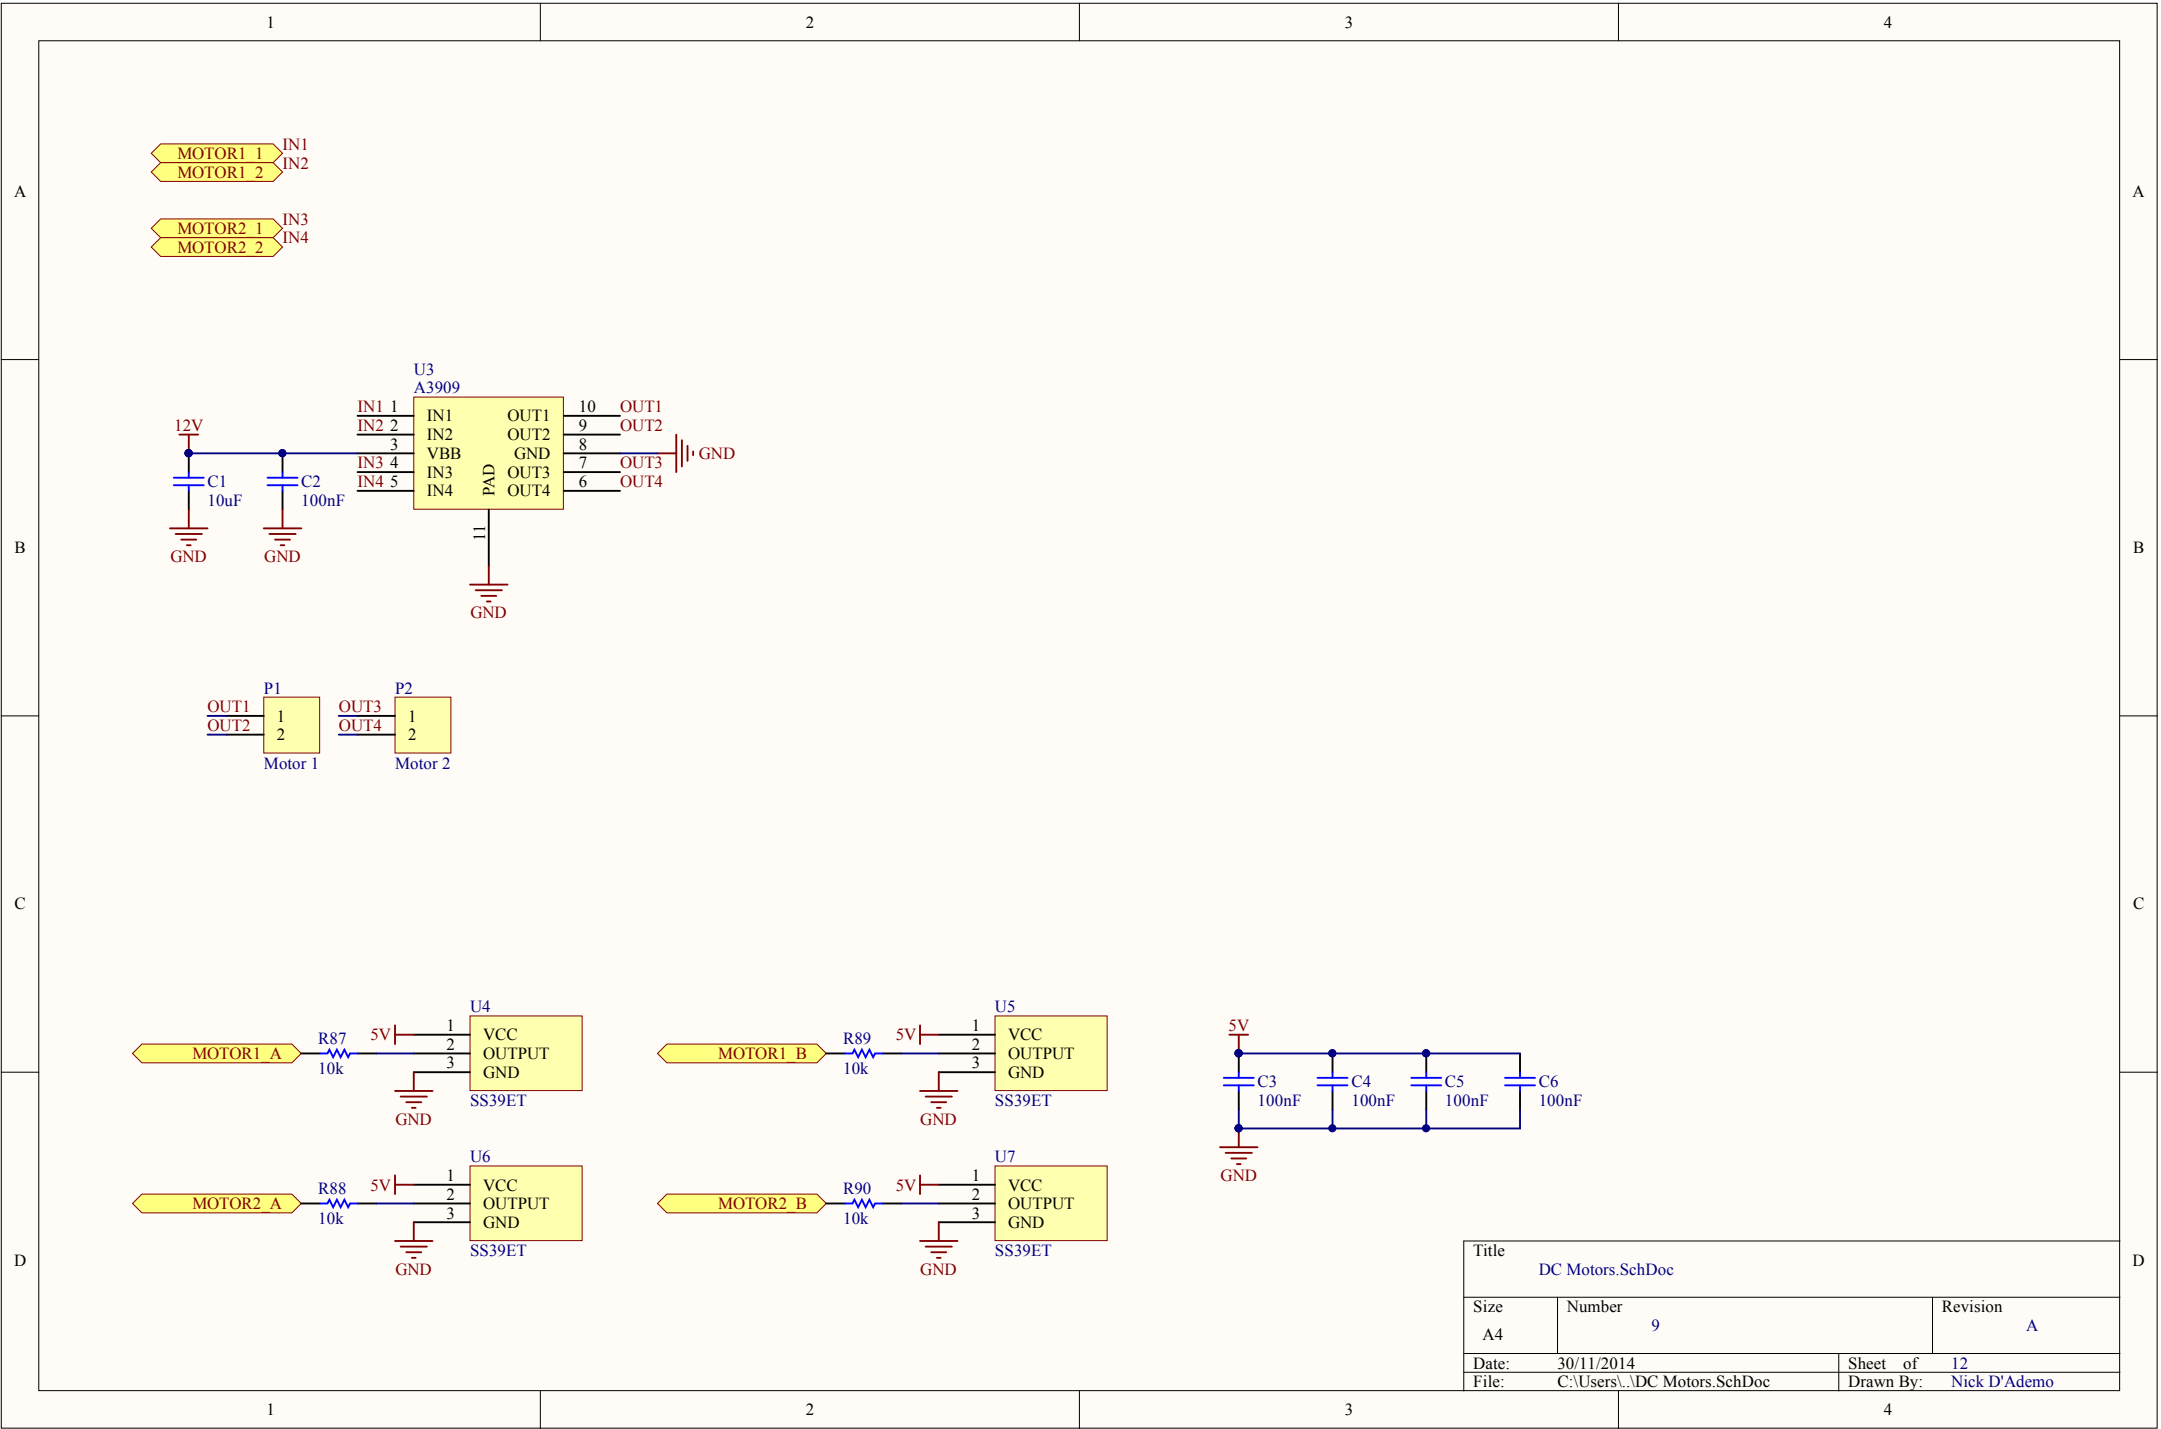 1 2 3 4
A A
MOTOR1_1 IN1
MOTOR1_2 IN2
MOTOR2_1 IN3
MOTOR2_2 IN4
B B
U3
A3909
IN1 1 IN1 OUT1 10 OUT1
IN2 2 IN2 OUT2 9 OUT2
12V 3 VBB GND 8 GND
IN3 4 IN3 OUT3 7 OUT3
IN4 5 IN4 OUT4 6 OUT4
PAD
11
GND
C1
10uF
GND
C2
100nF
GND
P1
OUT1 1
OUT2 2
Motor 1
P2
OUT3 1
OUT4 2
Motor 2
C C
U4
MOTOR1_A R87 10k
5V 1 VCC
2 OUTPUT
3 GND
GND
SS39ET
U5
MOTOR1_B R89 10k
5V 1 VCC
2 OUTPUT
3 GND
GND
SS39ET
5V
C3 C4 C5 C6
100nF 100nF 100nF 100nF
GND
D D
U6
MOTOR2_A R88 10k
5V 1 VCC
2 OUTPUT
3 GND
GND
SS39ET
U7
MOTOR2_B R90 10k
5V 1 VCC
2 OUTPUT
3 GND
GND
SS39ET
Title
DC Motors.SchDoc
Size Number Revision
A4 9 A
Date: 30/11/2014 Sheet of 12
File: C:\Users\..\DC Motors.SchDoc Drawn By: Nick D'Ademo
1 2 3 4